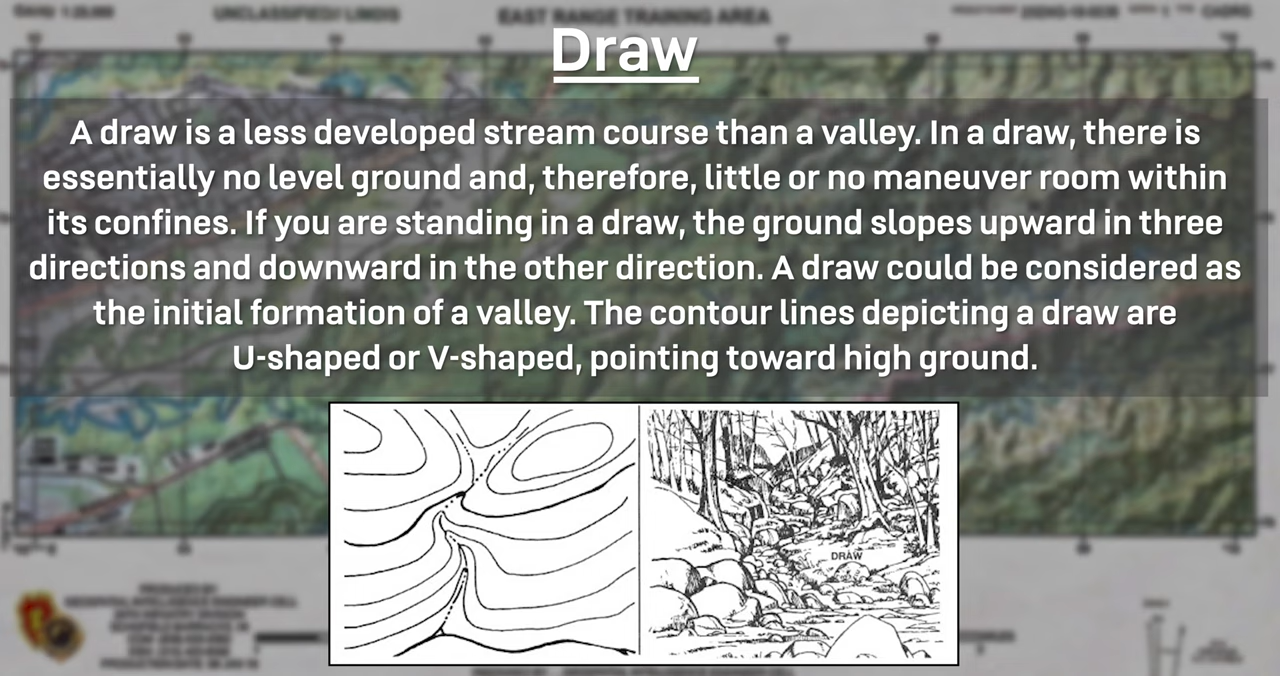 UNCLASSIFIED// LIMDIS
EAST RANGE TRAINING AREA
Draw
A draw is a less developed stream course than a valley. In a draw, there is
essentially no level ground and, therefore, little or no maneuver room within
its confines. If you are standing in a draw, the ground slopes upward in three
directions and downward in the other direction. A draw could be considered as
the initial formation of a valley. The contour lines depicting a draw are
U-shaped or V-shaped, pointing toward high ground.
DRAW